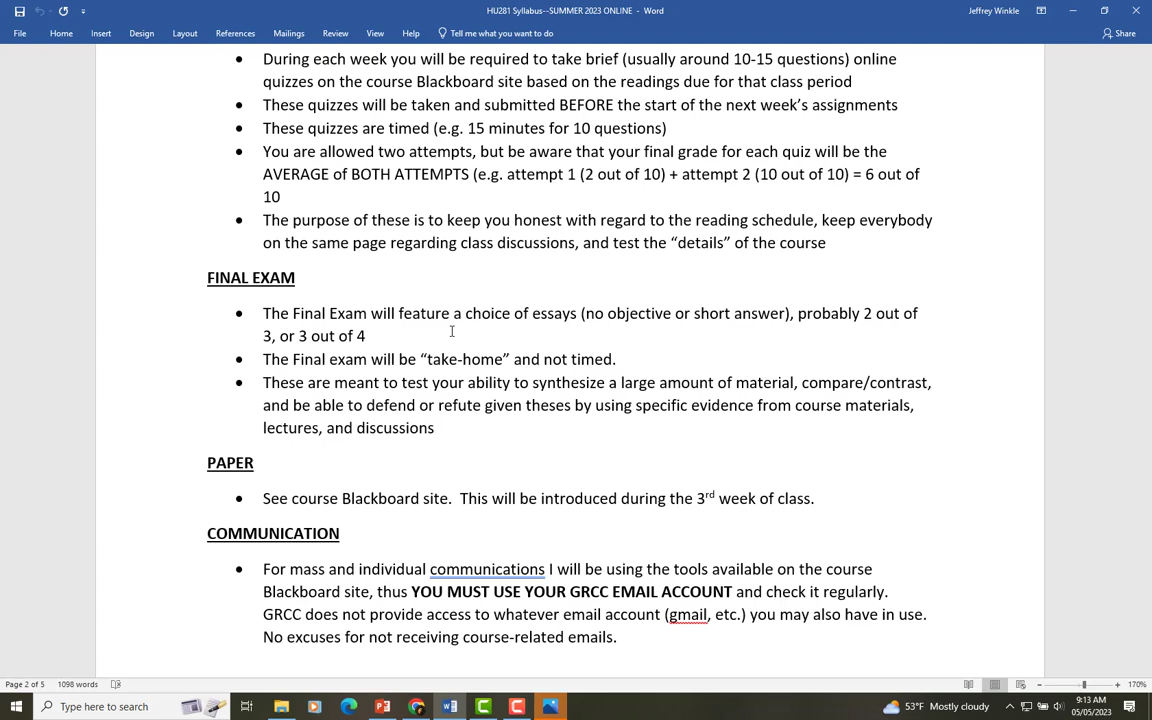 HU281 Syllabus--SUMMER 2023 ONLINE - Word
Jeffrey Winkle
File Home Insert Design Layout References Mailings Review View Help Tell me what you want to do Share
• During each week you will be required to take brief (usually around 10-15 questions) online
quizzes on the course Blackboard site based on the readings due for that class period
• These quizzes will be taken and submitted BEFORE the start of the next week's assignments
• These quizzes are timed (e.g. 15 minutes for 10 questions)
• You are allowed two attempts, but be aware that your final grade for each quiz will be the
AVERAGE of BOTH ATTEMPTS (e.g. attempt 1 (2 out of 10) + attempt 2 (10 out of 10) = 6 out of
10
• The purpose of these is to keep you honest with regard to the reading schedule, keep everybody
on the same page regarding class discussions, and test the “details” of the course
FINAL EXAM
• The Final Exam will feature a choice of essays (no objective or short answer), probably 2 out of
3, or 3 out of 4
• The Final exam will be “take-home” and not timed.
• These are meant to test your ability to synthesize a large amount of material, compare/contrast,
and be able to defend or refute given theses by using specific evidence from course materials,
lectures, and discussions
PAPER
• See course Blackboard site.  This will be introduced during the 3rd week of class.
COMMUNICATION
• For mass and individual communications I will be using the tools available on the course
Blackboard site, thus YOU MUST USE YOUR GRCC EMAIL ACCOUNT and check it regularly.
GRCC does not provide access to whatever email account (gmail, etc.) you may also have in use.
No excuses for not receiving course-related emails.
Page 2 of 5 1098 words 170%
Type here to search 53°F Mostly cloudy 9:13 AM
05/05/2023